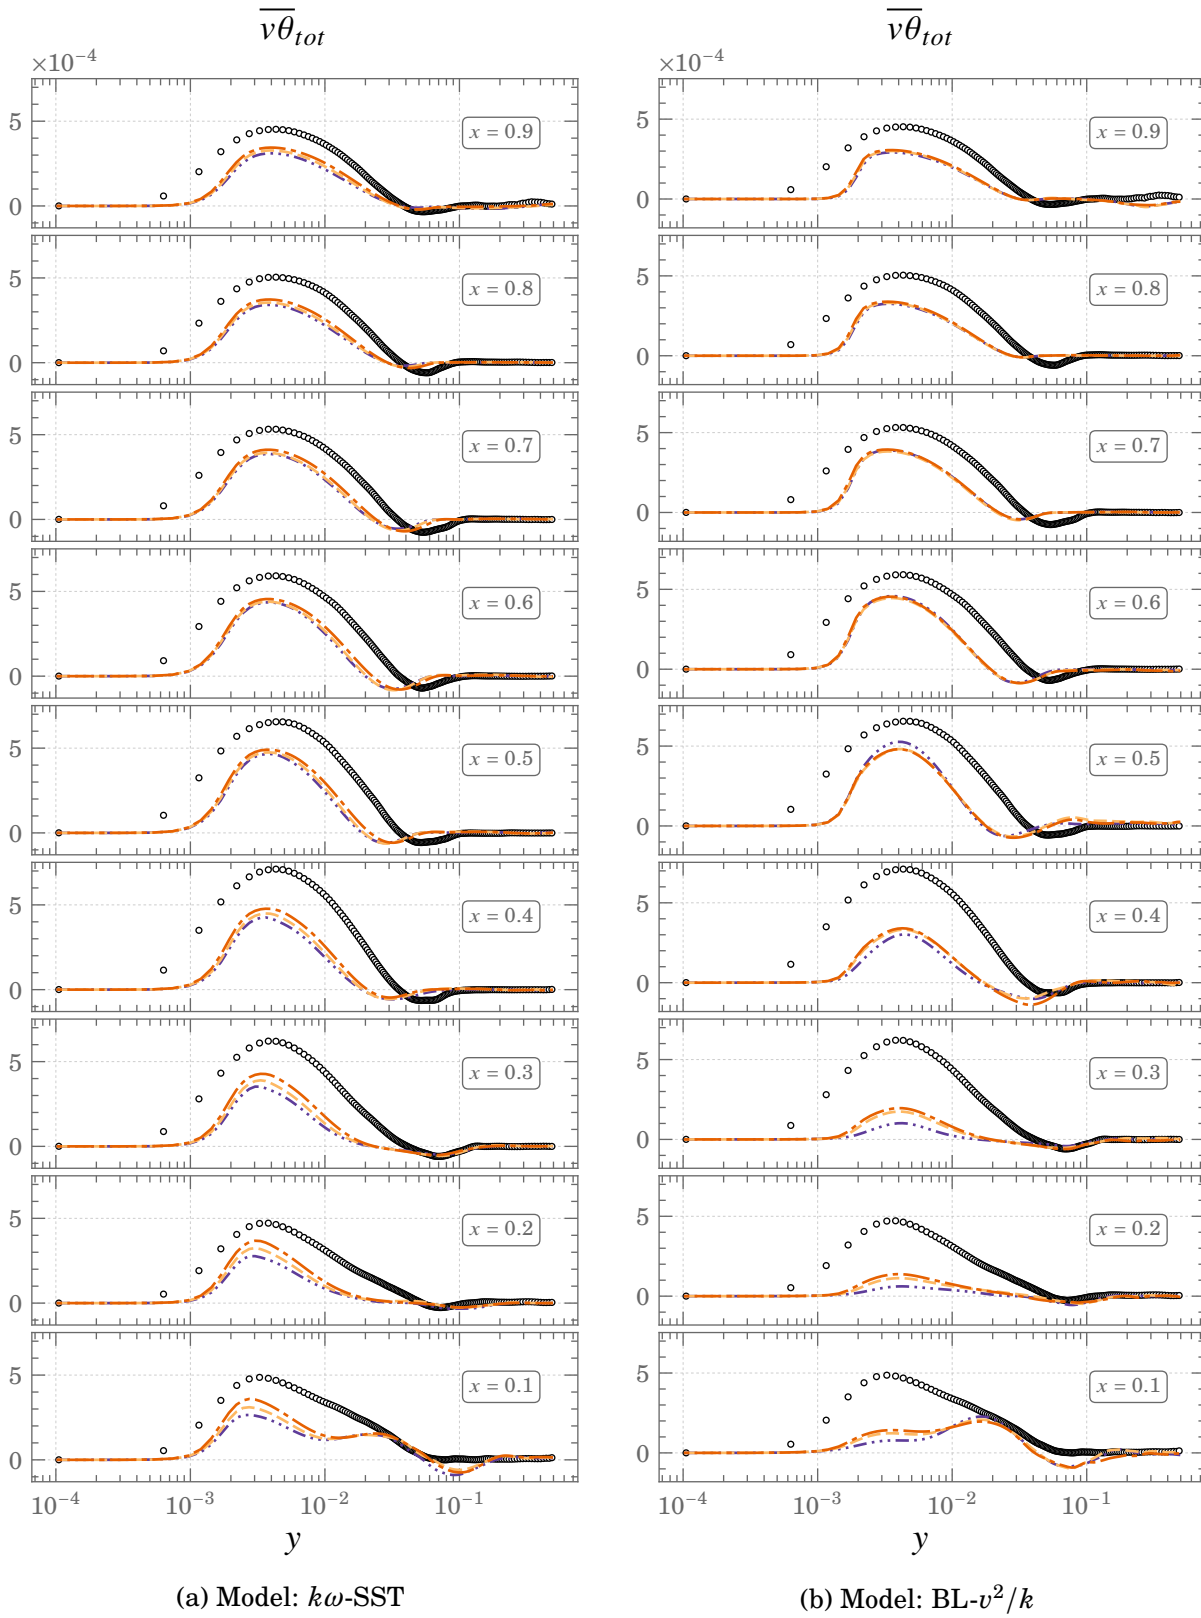 $\overline{v\theta}_{tot}$
×10⁻⁴
5
0
x = 0.9
5
0
x = 0.8
5
0
x = 0.7
5
0
x = 0.6
5
0
x = 0.5
5
0
x = 0.4
5
0
x = 0.3
5
0
x = 0.2
5
0
x = 0.1
10⁻⁴ 10⁻³ 10⁻² 10⁻¹
y
(a) Model: kω-SST
$\overline{v\theta}_{tot}$
×10⁻⁴
5
0
x = 0.9
5
0
x = 0.8
5
0
x = 0.7
5
0
x = 0.6
5
0
x = 0.5
5
0
x = 0.4
5
0
x = 0.3
5
0
x = 0.2
5
0
x = 0.1
10⁻⁴ 10⁻³ 10⁻² 10⁻¹
y
(b) Model: BL-v²/k